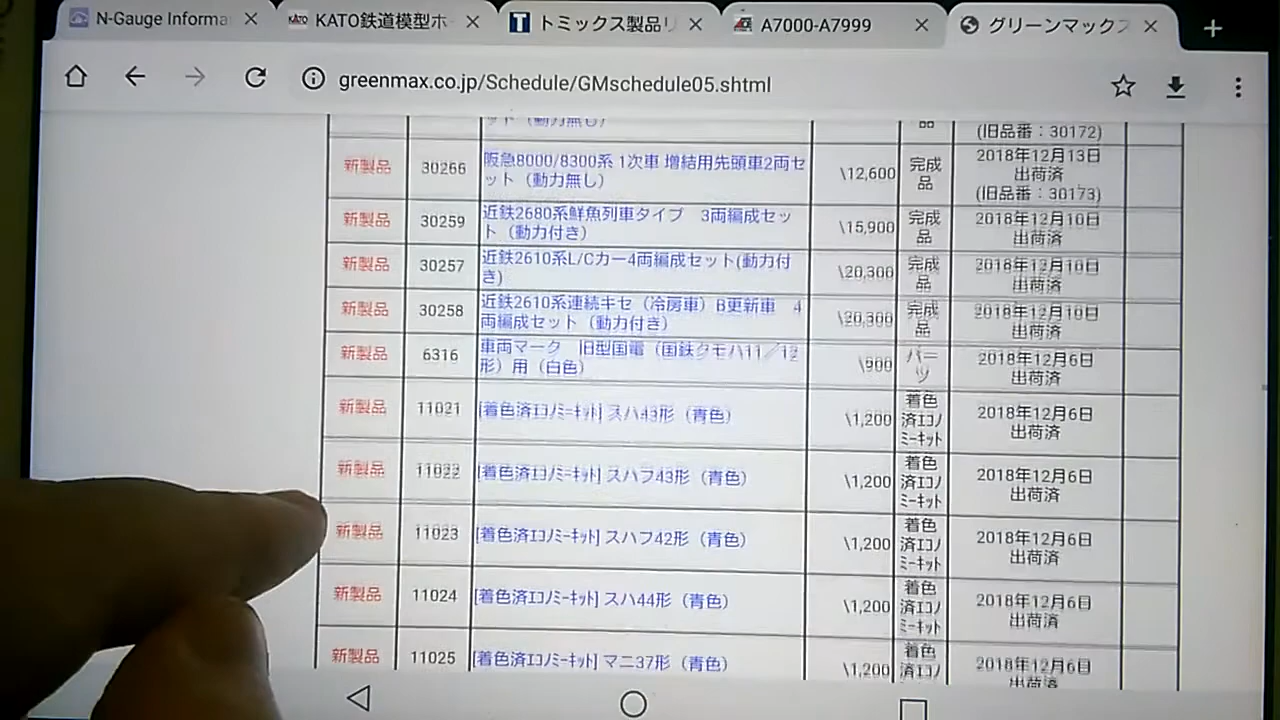 N-Gauge Informa
KATO鉄道模型ホ
トミックス製品リ
A7000-A7999
グリーンマックス
greenmax.co.jp/Schedule/GMschedule05.shtml
ット（動力無し）
品
(旧品番：30172)
新製品
30266
阪急8000/8300系 1次車 増結用先頭車2両セ
ット（動力無し）
\12,600
完成
品
2018年12月13日
出荷済
(旧品番：30173)
新製品
30259
近鉄2680系鮮魚列車タイプ　3両編成セッ
ト（動力付き）
\15,900
完成
品
2018年12月10日
出荷済
新製品
30257
近鉄2610系L/Cカー4両編成セット(動力付
き)
\20,300
完成
品
2018年12月10日
出荷済
新製品
30258
近鉄2610系連続キセ（冷房車）B更新車　4
両編成セット（動力付き）
\20,300
完成
品
2018年12月10日
出荷済
新製品
6316
車両マーク　旧型国電（国鉄クモハ11／12
形）用（白色）
\900
パー
ツ
2018年12月6日
出荷済
新製品
11021
[着色済ｴｺﾉﾐｰｷｯﾄ] スハ43形（青色）
\1,200
着色
済ｴｺﾉ
ﾐｰｷｯﾄ
2018年12月6日
出荷済
新製品
11022
[着色済ｴｺﾉﾐｰｷｯﾄ] スハフ43形（青色）
\1,200
着色
済ｴｺﾉ
ﾐｰｷｯﾄ
2018年12月6日
出荷済
新製品
11023
[着色済ｴｺﾉﾐｰｷｯﾄ] スハフ42形（青色）
\1,200
着色
済ｴｺﾉ
ﾐｰｷｯﾄ
2018年12月6日
出荷済
新製品
11024
[着色済ｴｺﾉﾐｰｷｯﾄ] スハ44形（青色）
\1,200
着色
済ｴｺﾉ
ﾐｰｷｯﾄ
2018年12月6日
出荷済
新製品
11025
[着色済ｴｺﾉﾐｰｷｯﾄ] マニ37形（青色）
\1,200
着色
済ｴｺﾉ
2018年12月6日
出荷済